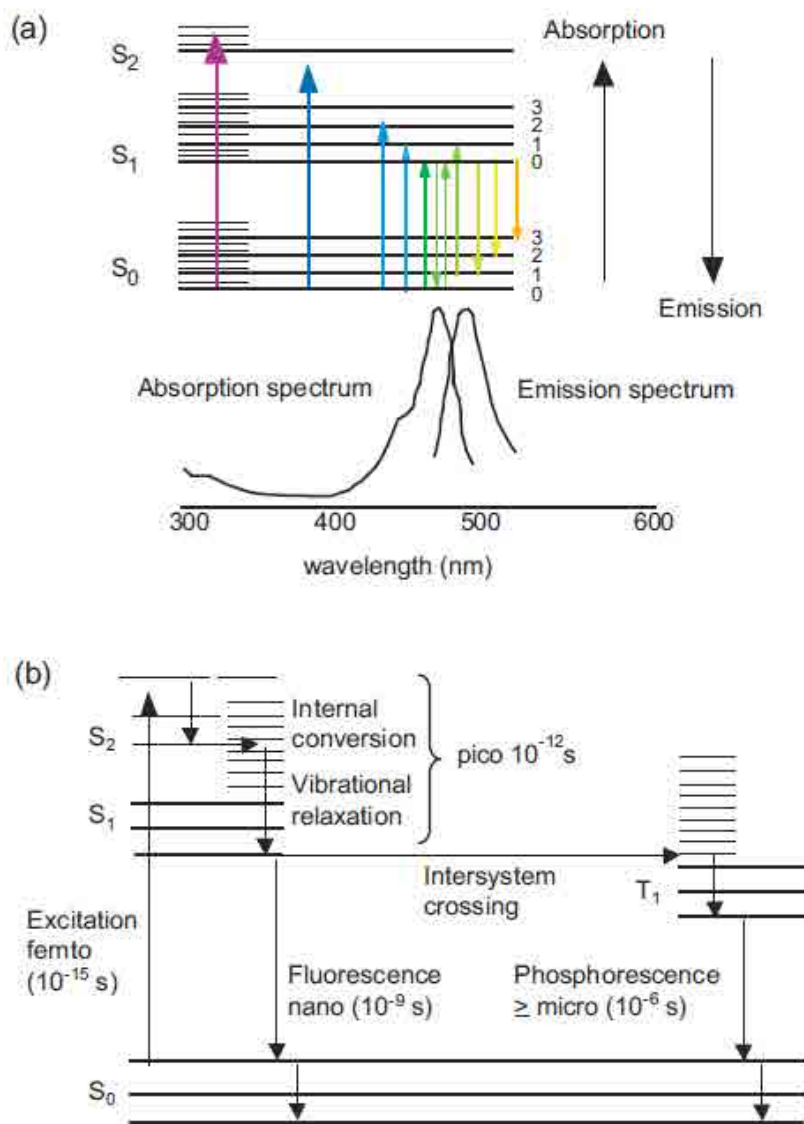 (a)
Absorption
S₂
3
2
1
0
S₁
3
2
1
0
S₀
Emission
Absorption spectrum
Emission spectrum
300
400
500
600
wavelength (nm)
(b)
Internal
conversion
S₂
pico 10⁻¹²s
Vibrational
relaxation
S₁
Intersystem
crossing
T₁
Excitation
femto
(10⁻¹⁵ s)
Fluorescence
nano (10⁻⁹ s)
Phosphorescence
≥ micro (10⁻⁶ s)
S₀